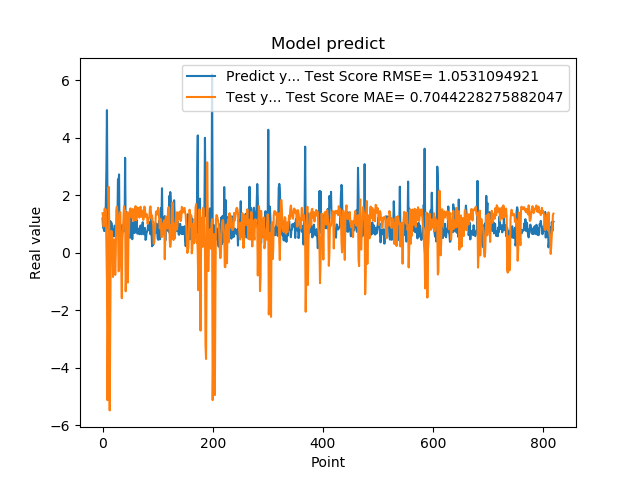 Model predict
Predict y... Test Score RMSE= 1.0531094921
Test y... Test Score MAE= 0.7044228275882047
Real value
6
4
2
0
−2
−4
−6
0 200 400 600 800
Point